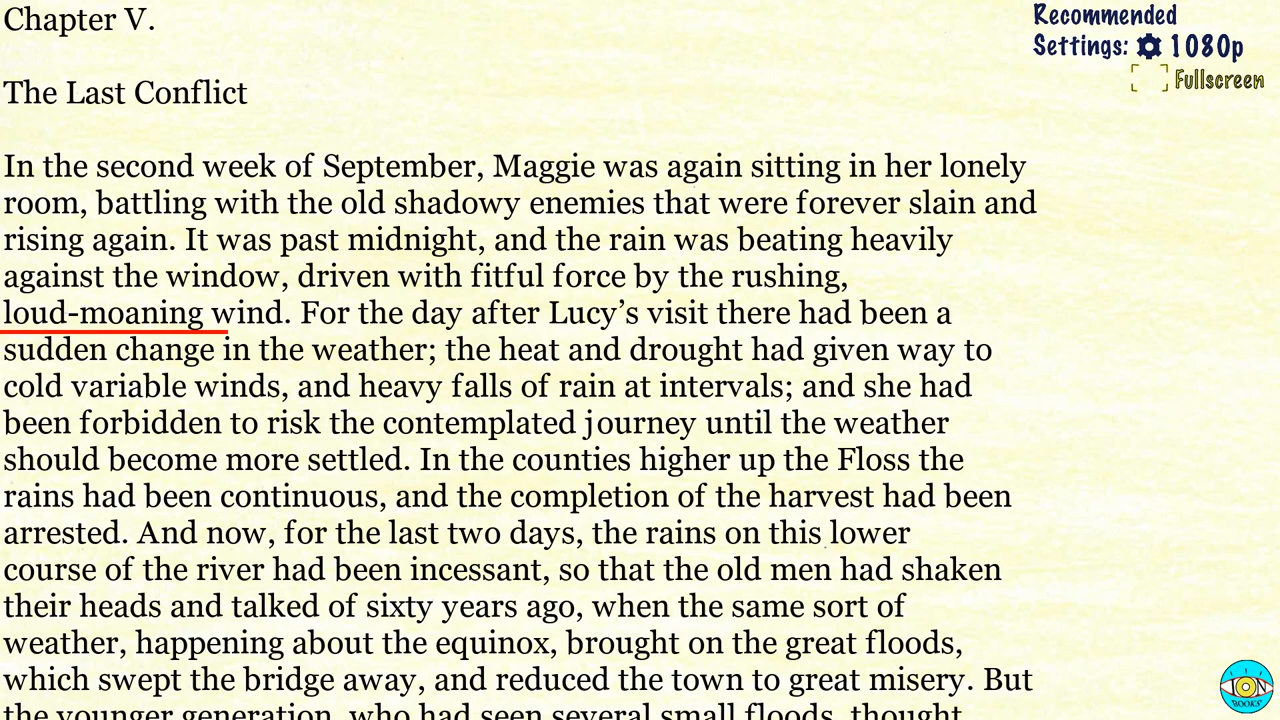 Chapter V.
Recommended
Settings: 1080p
Fullscreen
The Last Conflict
In the second week of September, Maggie was again sitting in her lonely
room, battling with the old shadowy enemies that were forever slain and
rising again. It was past midnight, and the rain was beating heavily
against the window, driven with fitful force by the rushing,
loud-moaning wind. For the day after Lucy’s visit there had been a
sudden change in the weather; the heat and drought had given way to
cold variable winds, and heavy falls of rain at intervals; and she had
been forbidden to risk the contemplated journey until the weather
should become more settled. In the counties higher up the Floss the
rains had been continuous, and the completion of the harvest had been
arrested. And now, for the last two days, the rains on this lower
course of the river had been incessant, so that the old men had shaken
their heads and talked of sixty years ago, when the same sort of
weather, happening about the equinox, brought on the great floods,
which swept the bridge away, and reduced the town to great misery. But
the younger generation, who had seen several small floods, thought
ION
BOOKS